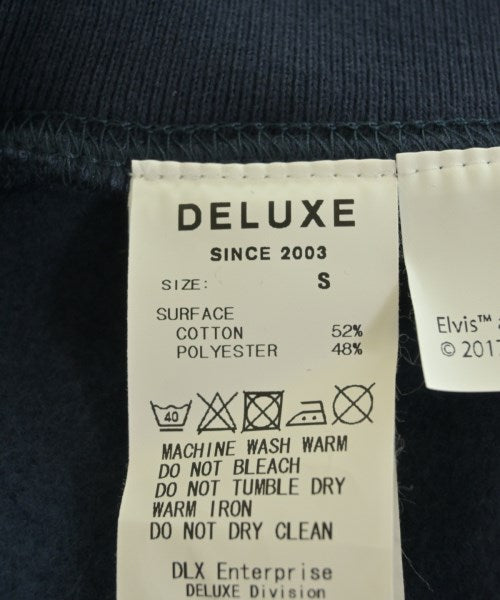 DELUXE
SINCE 2003
SIZE: S
SURFACE
COTTON 52%
POLYESTER 48%
40
MACHINE WASH WARM
DO NOT BLEACH
DO NOT TUMBLE DRY
WARM IRON
DO NOT DRY CLEAN
DLX Enterprise
DELUXE Division
Elvis™
© 2017